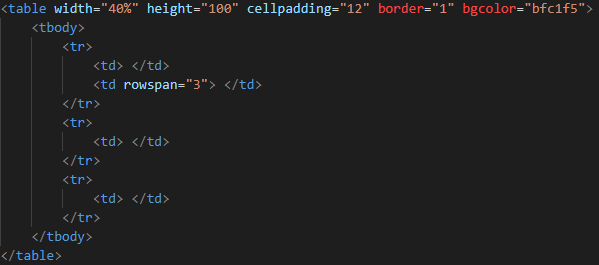 <table width="40%" height="100" cellpadding="12" border="1" bgcolor="bfc1f5">
<tbody>
<tr>
<td> </td>
<td rowspan="3"> </td>
</tr>
<tr>
<td> </td>
</tr>
<tr>
<td> </td>
</tr>
</tbody>
</table>